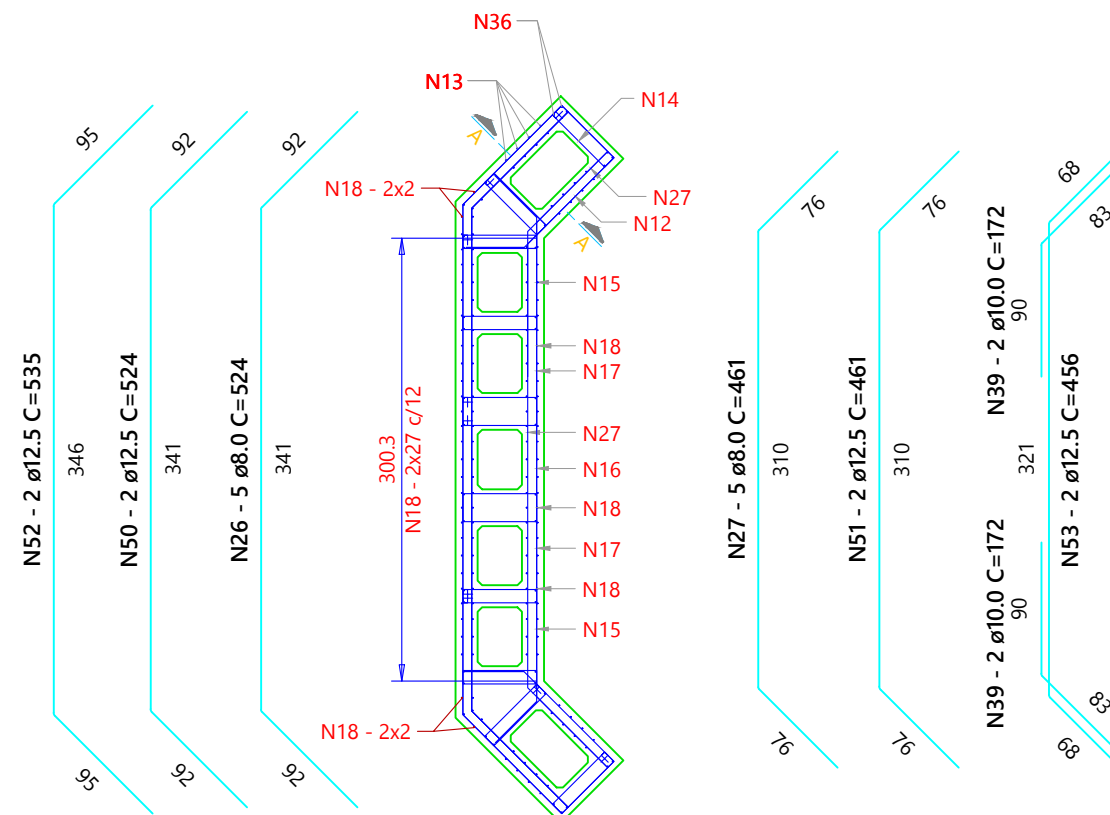 N36
N13
N14
A
N18 - 2x2
N27
N12
A
N15
N18
N17
300.3
N18 - 2x27 c/12
N27
N16
N18
N17
N18
N15
N18 - 2x2
N52 - 2 ø12.5 C=535
95
346
95
N50 - 2 ø12.5 C=524
92
341
92
N26 - 5 ø8.0 C=524
92
341
92
N27 - 5 ø8.0 C=461
76
310
76
N51 - 2 ø12.5 C=461
76
310
76
N39 - 2 ø10.0 C=172
90
68
83
321
N53 - 2 ø12.5 C=456
N39 - 2 ø10.0 C=172
90
83
68